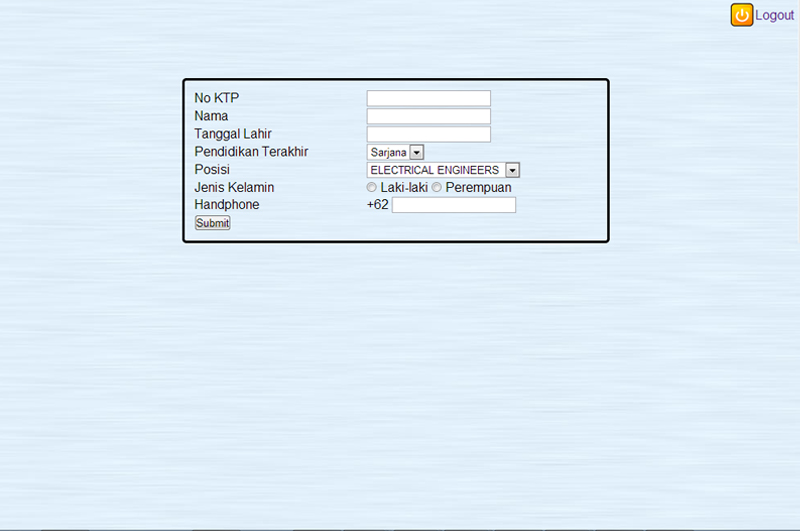 Logout
No KTP
Nama
Tanggal Lahir
Pendidikan Terakhir Sarjana
Posisi ELECTRICAL ENGINEERS
Jenis Kelamin Laki-laki Perempuan
Handphone +62
Submit